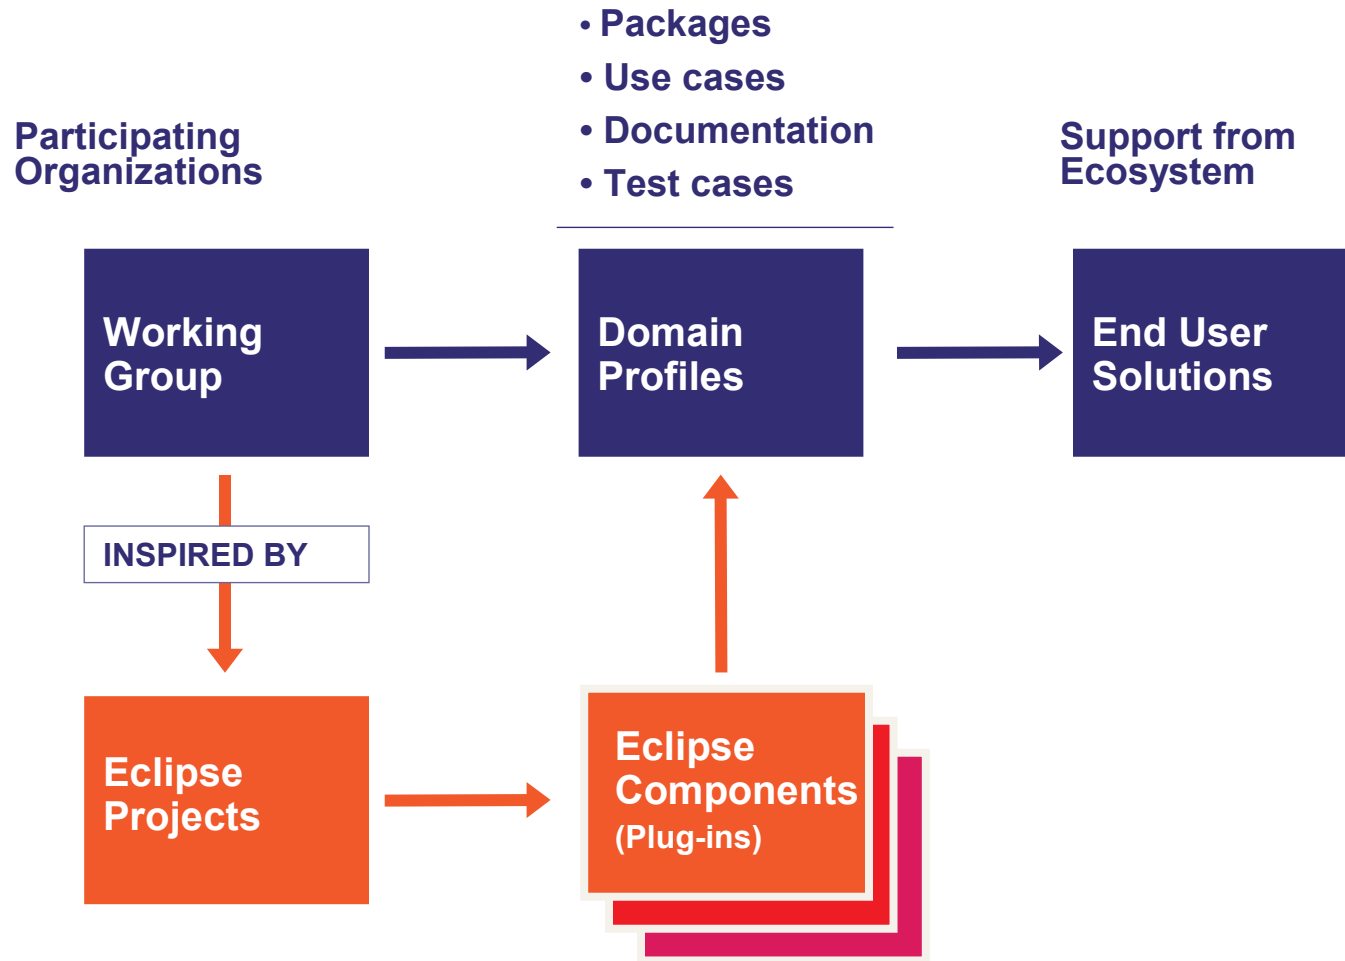 • Packages
• Use cases
• Documentation
• Test cases
Participating
Organizations
Support from
Ecosystem
Working
Group
Domain
Profiles
End User
Solutions
INSPIRED BY
Eclipse
Projects
Eclipse
Components
(Plug-ins)